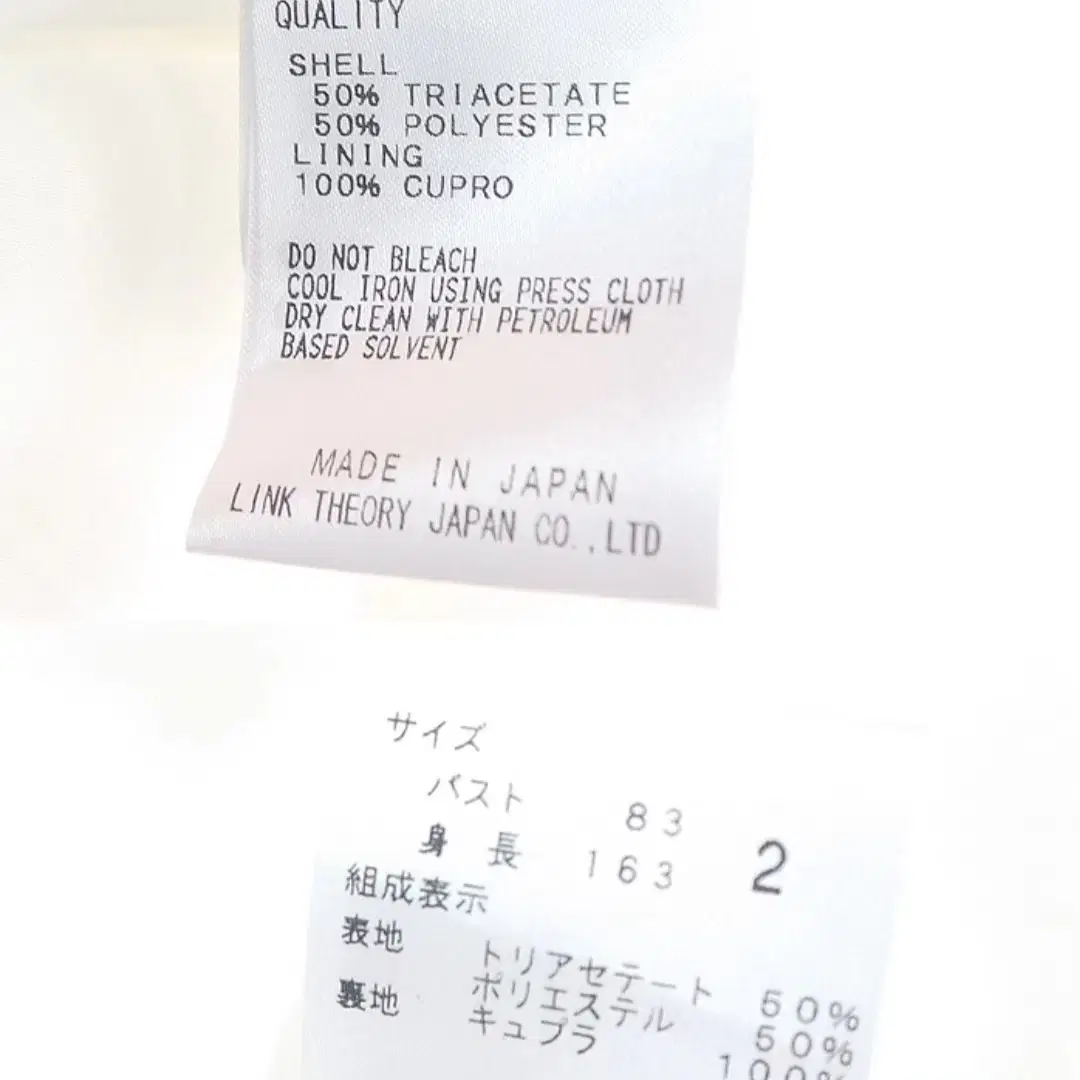 QUALITY
SHELL
50% TRIACETATE
50% POLYESTER
LINING
100% CUPRO
DO NOT BLEACH
COOL IRON USING PRESS CLOTH
DRY CLEAN WITH PETROLEUM
BASED SOLVENT
MADE IN JAPAN
LINK THEORY JAPAN CO.,LTD
サイズ
バスト 83
身長 163 2
組成表示
表地 トリアセテート 50%
ポリエステル 50%
裏地 キュプラ 100%